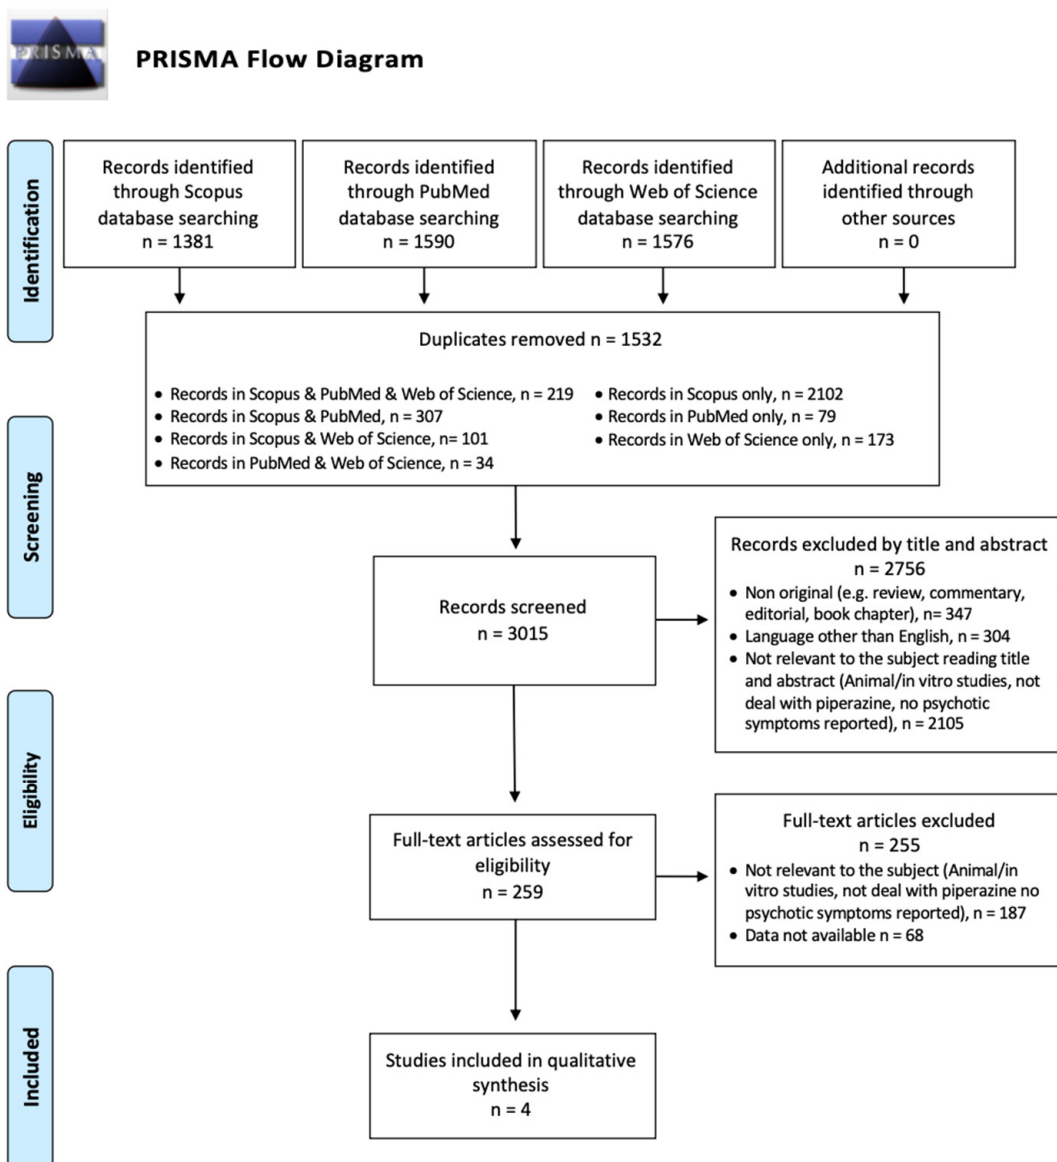 PRISMA
PRISMA Flow Diagram
Identification
Records identified
through Scopus
database searching
n = 1381
Records identified
through PubMed
database searching
n = 1590
Records identified
through Web of Science
database searching
n = 1576
Additional records
identified through
other sources
n = 0
Duplicates removed n = 1532
• Records in Scopus & PubMed & Web of Science, n = 219
• Records in Scopus & PubMed, n = 307
• Records in Scopus & Web of Science, n= 101
• Records in PubMed & Web of Science, n = 34
• Records in Scopus only, n = 2102
• Records in PubMed only, n = 79
• Records in Web of Science only, n = 173
Screening
Records screened
n = 3015
Records excluded by title and abstract
n = 2756
• Non original (e.g. review, commentary,
editorial, book chapter), n= 347
• Language other than English, n = 304
• Not relevant to the subject reading title
and abstract (Animal/in vitro studies, not
deal with piperazine, no psychotic
symptoms reported), n = 2105
Eligibility
Full-text articles assessed for
eligibility
n = 259
Full-text articles excluded
n = 255
• Not relevant to the subject (Animal/in
vitro studies, not deal with piperazine no
psychotic symptoms reported), n = 187
• Data not available n = 68
Included
Studies included in qualitative
synthesis
n = 4